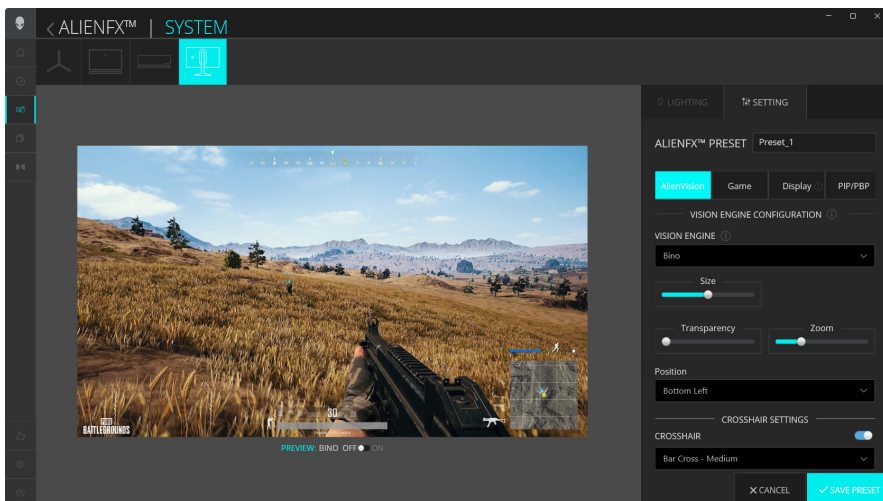 ALIENFX™ | SYSTEM
LIGHTING
SETTING
ALIENFX™ PRESET
Preset_1
AlienVision
Game
Display
PIP/PBP
VISION ENGINE CONFIGURATION
VISION ENGINE
Bino
Size
Transparency
Zoom
Position
Bottom Left
CROSSHAIR SETTINGS
CROSSHAIR
Bar Cross - Medium
CANCEL
SAVE PRESET
30
PUBG
BATTLEGROUNDS
PREVIEW: BINO OFF ON